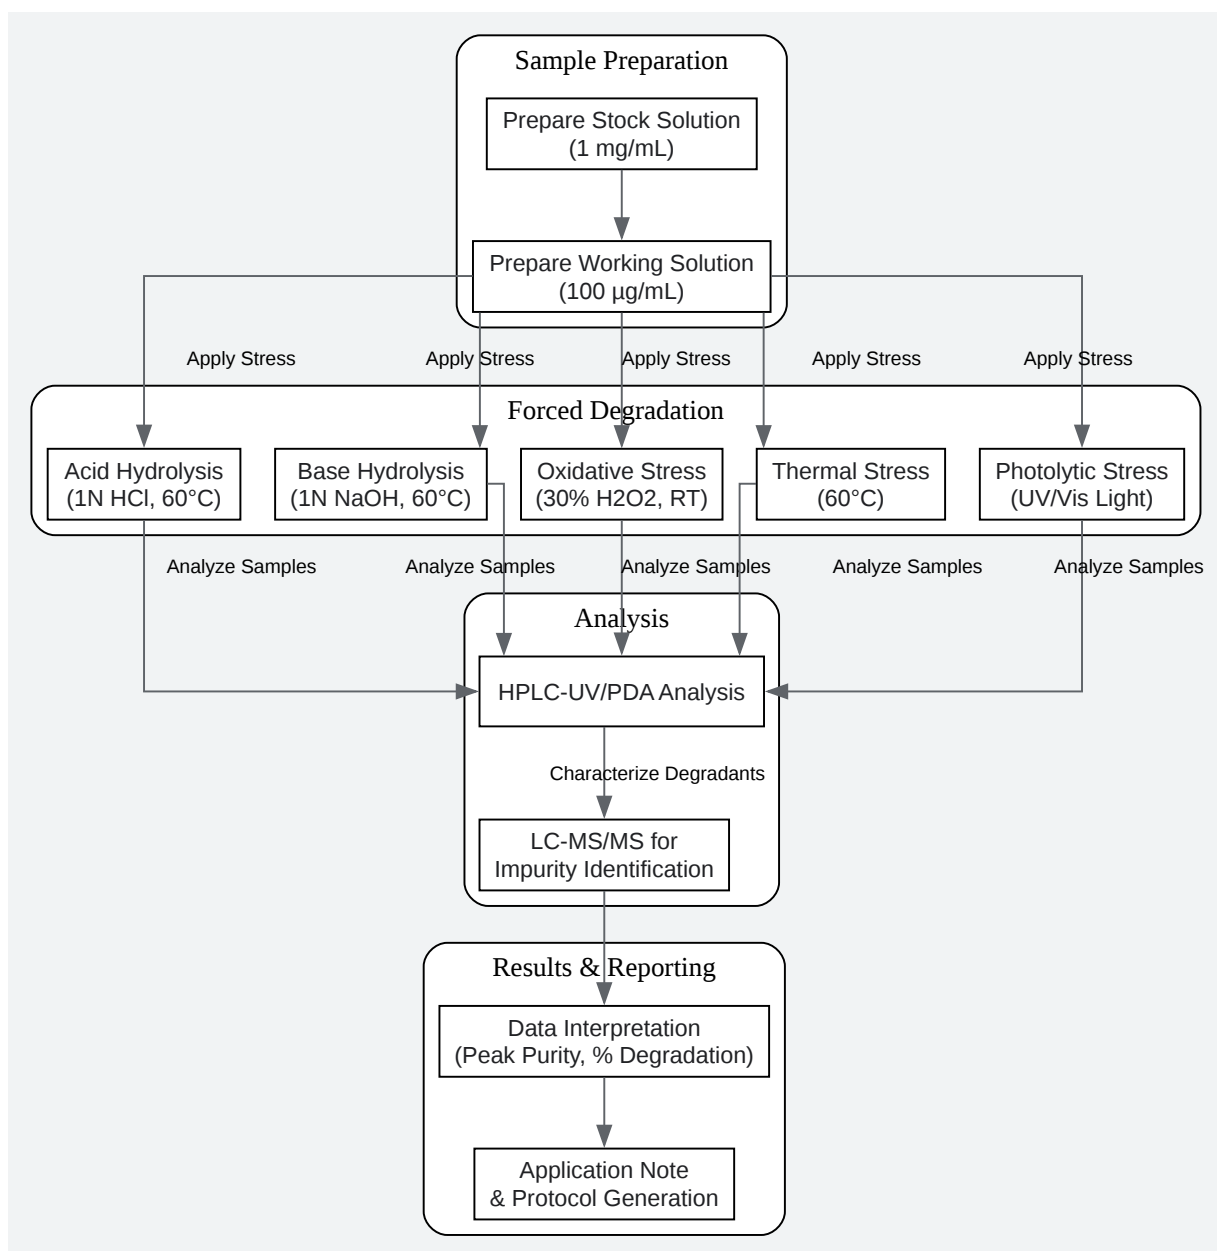 Sample Preparation
Prepare Stock Solution
(1 mg/mL)
Prepare Working Solution
(100 µg/mL)
Apply Stress
Apply Stress
Apply Stress
Apply Stress
Apply Stress
Forced Degradation
Acid Hydrolysis
(1N HCl, 60°C)
Base Hydrolysis
(1N NaOH, 60°C)
Oxidative Stress
(30% H2O2, RT)
Thermal Stress
(60°C)
Photolytic Stress
(UV/Vis Light)
Analyze Samples
Analyze Samples
Analyze Samples
Analyze Samples
Analyze Samples
Analysis
HPLC-UV/PDA Analysis
Characterize Degradants
LC-MS/MS for
Impurity Identification
Results & Reporting
Data Interpretation
(Peak Purity, % Degradation)
Application Note
& Protocol Generation